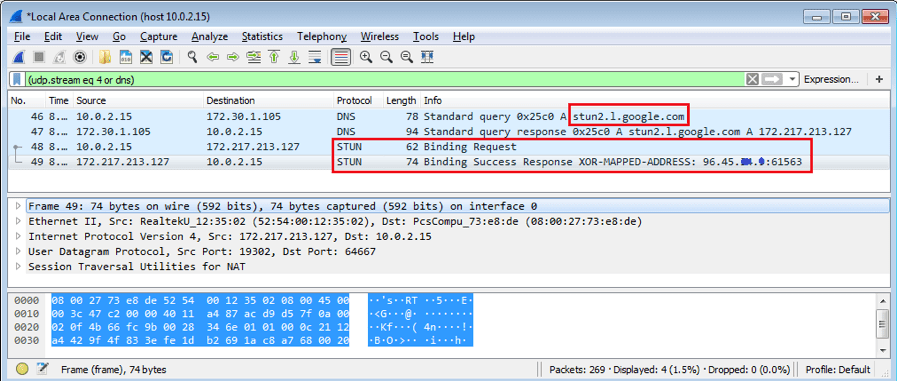 *Local Area Connection (host 10.0.2.15)
File Edit View Go Capture Analyze Statistics Telephony Wireless Tools Help
(udp.stream eq 4 or dns)
Expression...
+
No. Time Source Destination Protocol Length Info
46 8... 10.0.2.15 172.30.1.105 DNS 78 Standard query 0x25c0 A stun2.l.google.com
47 8... 172.30.1.105 10.0.2.15 DNS 94 Standard query response 0x25c0 A stun2.l.google.com A 172.217.213.127
48 8... 10.0.2.15 172.217.213.127 STUN 62 Binding Request
49 8... 172.217.213.127 10.0.2.15 STUN 74 Binding Success Response XOR-MAPPED-ADDRESS: 96.45. :61563
Frame 49: 74 bytes on wire (592 bits), 74 bytes captured (592 bits) on interface 0
Ethernet II, Src: RealtekU_12:35:02 (52:54:00:12:35:02), Dst: PcsCompu_73:e8:de (08:00:27:73:e8:de)
Internet Protocol Version 4, Src: 172.217.213.127, Dst: 10.0.2.15
User Datagram Protocol, Src Port: 19302, Dst Port: 64667
Session Traversal Utilities for NAT
0000 08 00 27 73 e8 de 52 54 00 12 35 02 08 00 45 00 ··'s··RT ··5···E·
0010 00 3c 47 c2 00 00 40 11 a4 87 ac d9 d5 7f 0a 00 ·<G···@· ········
0020 02 0f 4b 66 fc 9b 00 28 34 6e 01 01 00 0c 21 12 ··Kf···( 4n····!·
0030 a4 42 9f 4f 83 3e fe 1d b2 69 1a c8 a7 68 00 20 ·B·O·>·· ·i···h·
Frame (frame), 74 bytes
Packets: 269 · Displayed: 4 (1.5%) · Dropped: 0 (0.0%)
Profile: Default